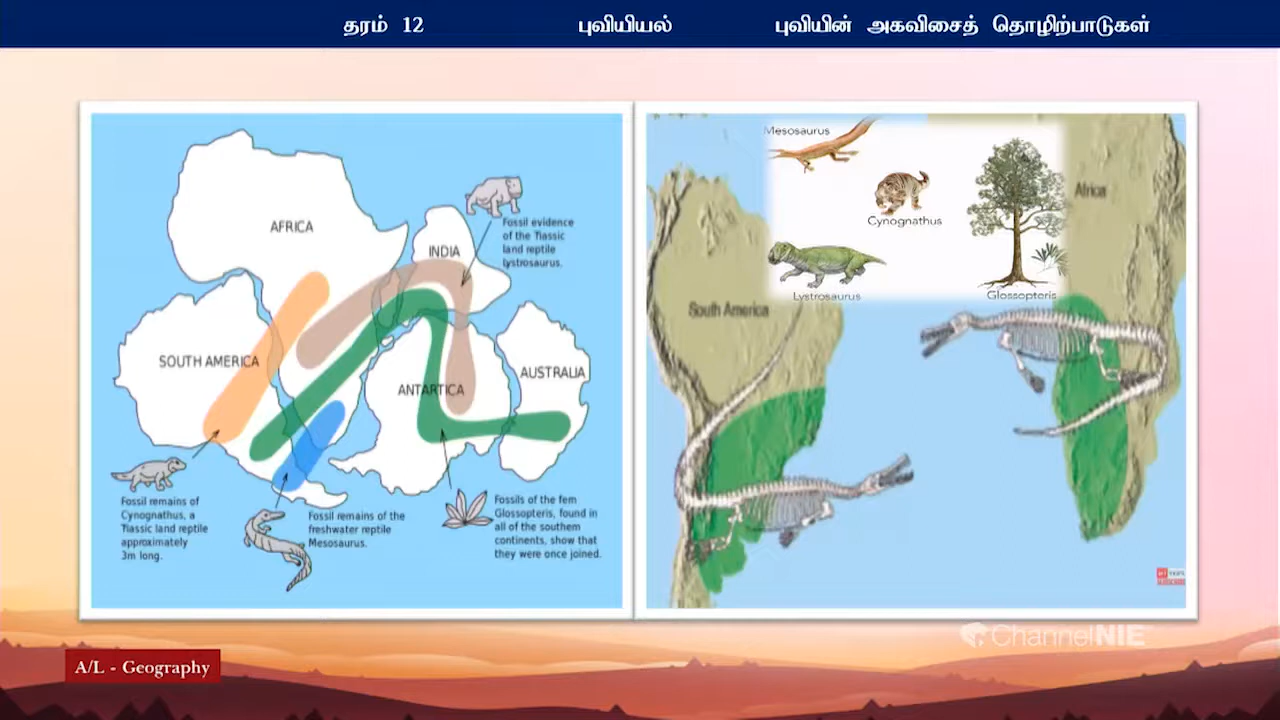 தரம் 12
புவியியல்
புவியின் அகவிசைத் தொழிற்பாடுகள்
AFRICA
INDIA
SOUTH AMERICA
ANTARTICA
AUSTRALIA
Fossil evidence
of the Tiassic
land reptile
Lystrosaurus.
Fossil remains of
Cynognathus, a
Tiassic land reptile
approximately
3m long.
Fossil remains of the
freshwater reptile
Mesosaurus.
Fossils of the fern
Glossopteris, found in
all of the southern
continents, show that
they were once joined.
Mesosaurus
Cynognathus
Lystrosaurus
Glossopteris
South America
Africa
ChannelNIE
A/L - Geography